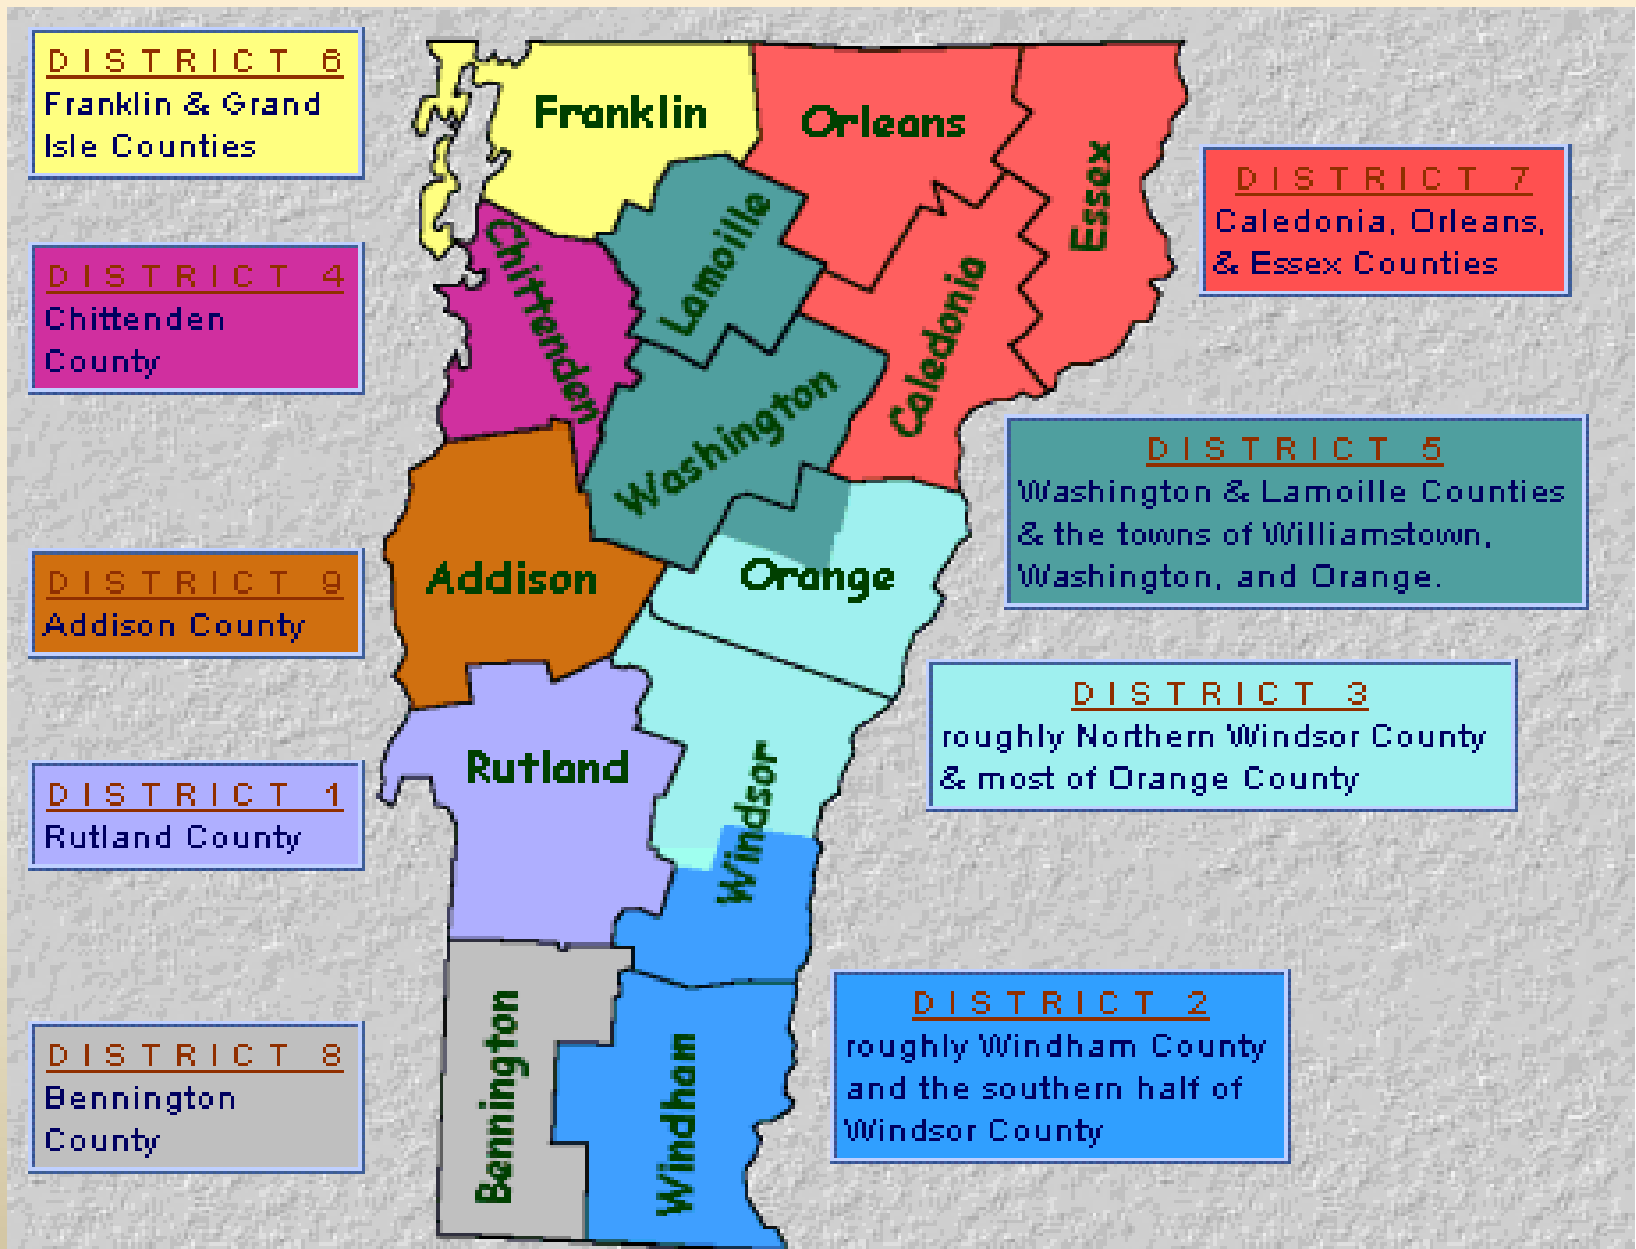 DISTRICT 6
Franklin & Grand
Isle Counties
DISTRICT 4
Chittenden
County
DISTRICT 9
Addison County
DISTRICT 1
Rutland County
DISTRICT 8
Bennington
County
Franklin
Orleans
Essex
Lamoille
Chittenden
Caledonia
Washington
Addison
Orange
Rutland
Windsor
Bennington
Windham
DISTRICT 7
Caledonia, Orleans,
& Essex Counties
DISTRICT 5
Washington & Lamoille Counties
& the towns of Williamstown,
Washington, and Orange.
DISTRICT 3
roughly Northern Windsor County
& most of Orange County
DISTRICT 2
roughly Windham County
and the southern half of
Windsor County